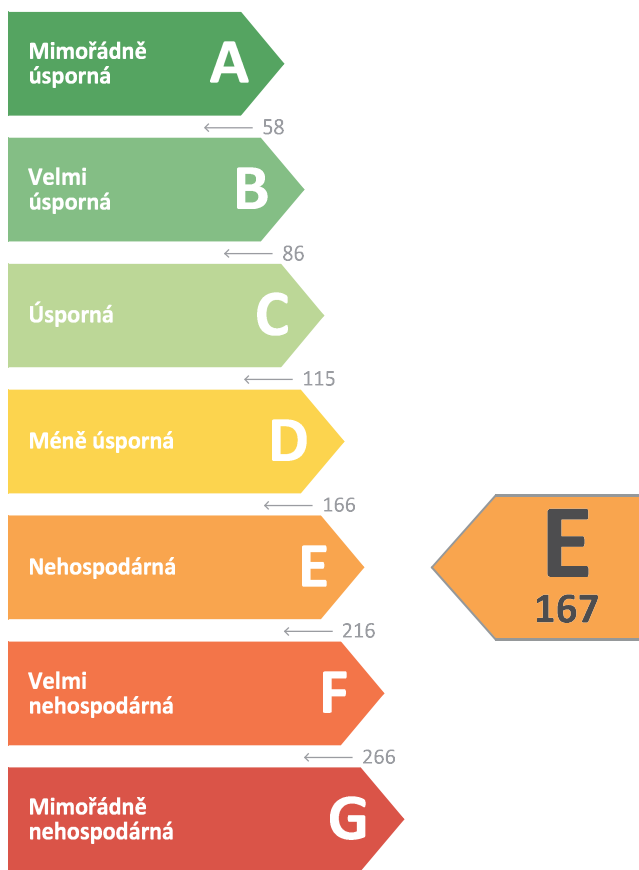 Mimořádně
úsporná
A
58
Velmi
úsporná
B
86
Úsporná
C
115
Méně úsporná
D
166
Nehospodárná
E
E
167
216
Velmi
nehospodárná
F
266
Mimořádně
nehospodárná
G